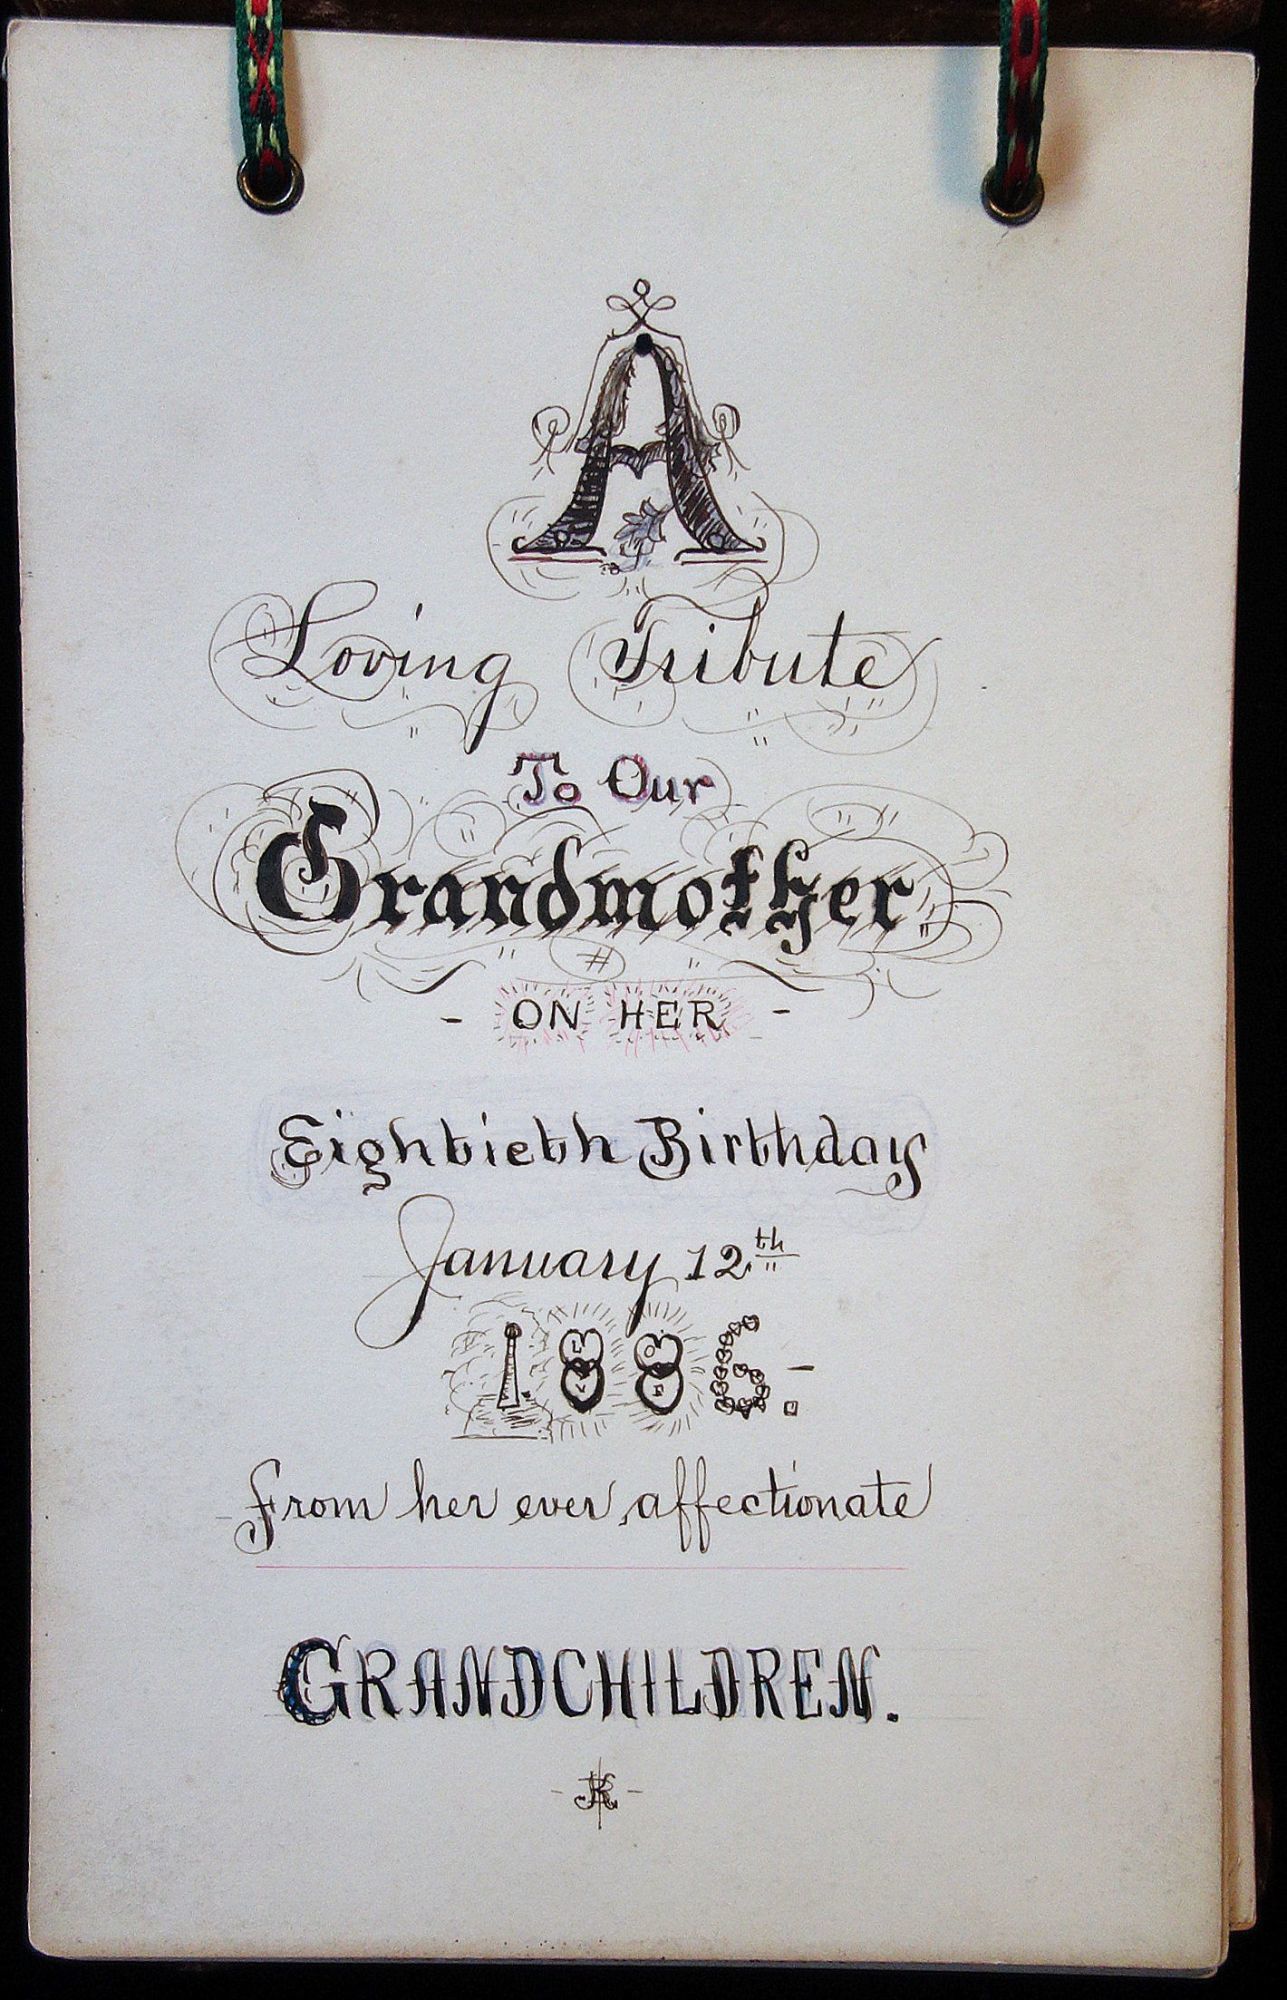 A
Loving Tribute
To Our
Grandmother
- ON HER -
Eightieth Birthday
January 12th
1886.-
From her ever affectionate
GRANDCHILDREN.